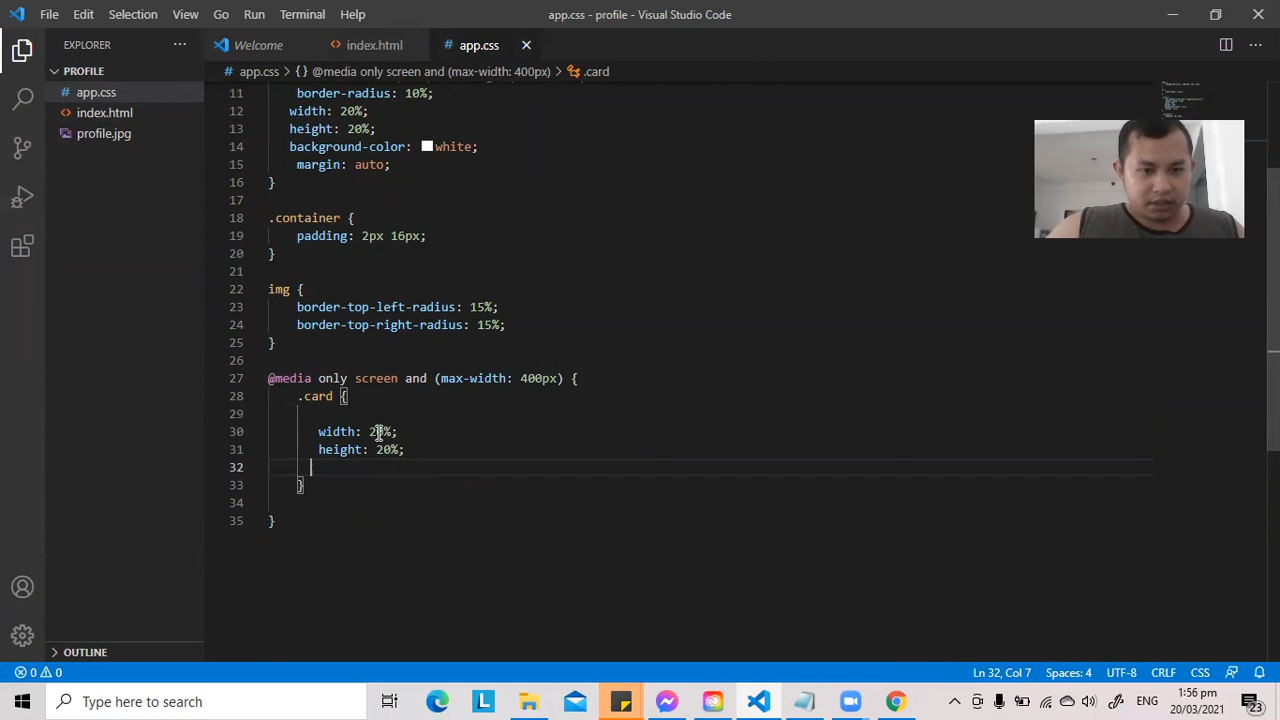 File Edit Selection View Go Run Terminal Help
app.css - profile - Visual Studio Code
EXPLORER
Welcome
index.html
app.css
PROFILE
app.css
index.html
profile.jpg
OUTLINE
app.css > {} @media only screen and (max-width: 400px) > .card
11 border-radius: 10%;
12 width: 20%;
13 height: 20%;
14 background-color: white;
15 margin: auto;
16 }
17
18 .container {
19 padding: 2px 16px;
20 }
21
22 img {
23 border-top-left-radius: 15%;
24 border-top-right-radius: 15%;
25 }
26
27 @media only screen and (max-width: 400px) {
28 .card {
29
30 width: 20%;
31 height: 20%;
32
33 }
34
35 }
0 0
Ln 32, Col 7 Spaces: 4 UTF-8 CRLF CSS
Type here to search
ENG
1:56 pm
20/03/2021
23